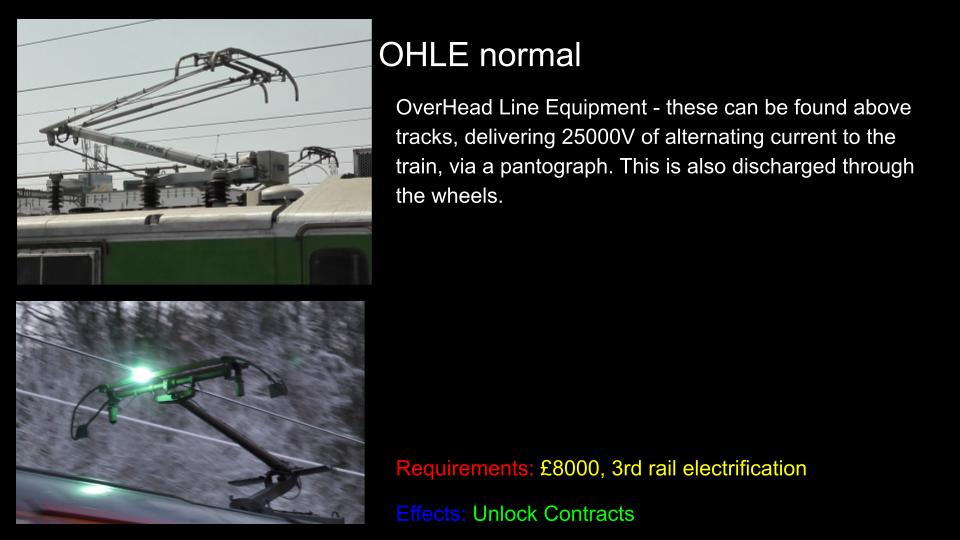 OHLE normal
OverHead Line Equipment - these can be found above
tracks, delivering 25000V of alternating current to the
train, via a pantograph. This is also discharged through
the wheels.
Requirements: £8000, 3rd rail electrification
Effects: Unlock Contracts